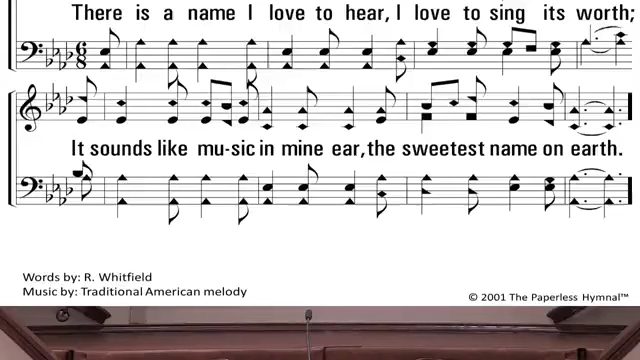 There is a name I love to hear, I love to sing its worth;
It sounds like mu-sic in mine ear, the sweetest name on earth.
Words by: R. Whitfield
Music by: Traditional American melody
© 2001 The Paperless Hymnal™